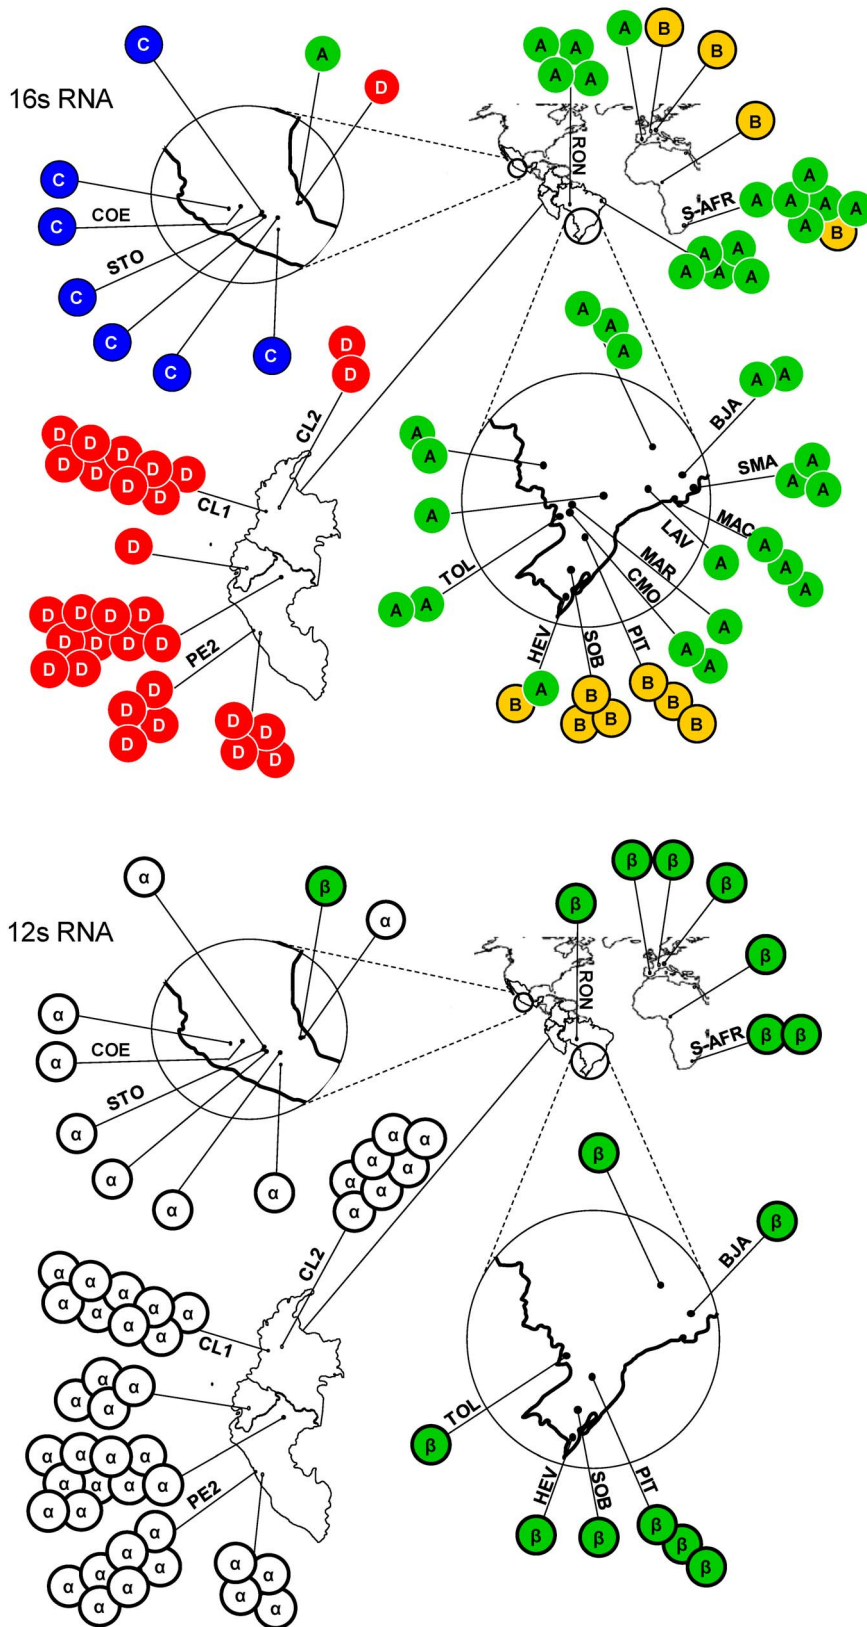 16s RNA
C
A
D
C
C
COE
STO
C
C
C
C
RON
A A
A A
A
B
B
B
S-AFR
A A A A A A B
A A
A A A
CL2
D
D
CL1
D D D D D D D D D
D
D D D D
D D D D
D D
PE2
D
D D
D
D D
D D
A
A
A
A
A
A
BJA
A A
SMA
A A A
MAC
A
A
A
LAV
A
MAR
A
CMO
A A
TOL
A A
HEV
B A
SOB
B
B B
PIT
B
B
B
12s RNA
α
β
α
α
α
COE
STO
α
α
α
α
RON
β
β β
β
β
S-AFR
β β
CL2
α α
α α
α α
α
CL1
α α α α α α α α α
α α
α α
α α α α
α α α α
α α
PE2
α
α α
α α α
α
α α
α α
β
BJA
β
TOL
β
HEV
β
SOB
β
PIT
β
β
β